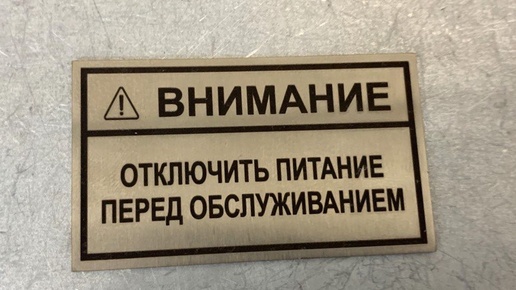 ВНИМАНИЕ
ОТКЛЮЧИТЬ ПИТАНИЕ
ПЕРЕД ОБСЛУЖИВАНИЕМ